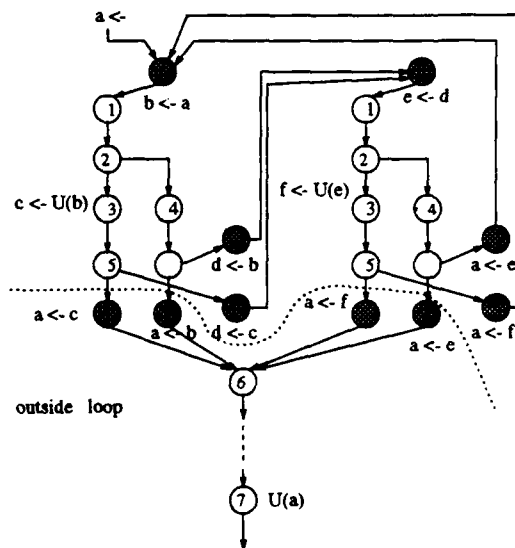 a <-
b <- a
e <- d
1
1
2
2
c <- U(b)
3
4
f <- U(e)
3
4
5
d <- b
5
a <- e
a <- c
a <- b
d <- c
a <- f
a <- e
a <- f
6
outside loop
7
U(a)